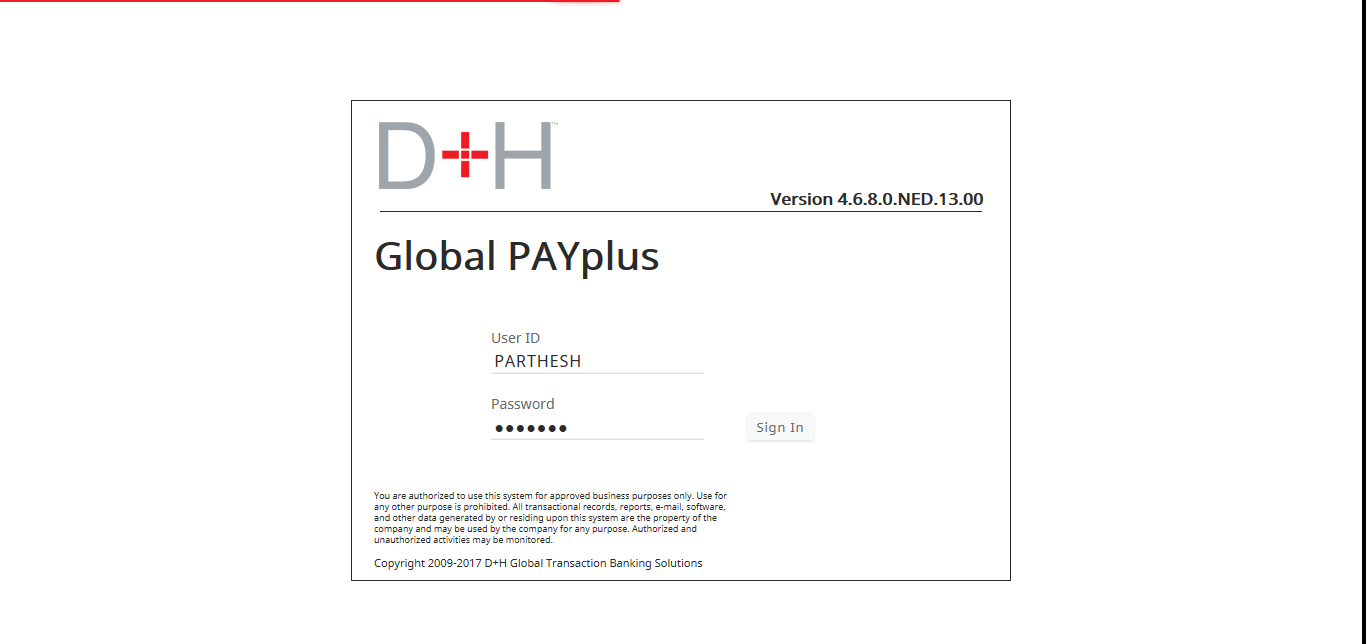 D+H™
Version 4.6.8.0.NED.13.00
Global PAYplus
User ID
PARTHESH
Password
●●●●●●●
Sign In
You are authorized to use this system for approved business purposes only. Use for
any other purpose is prohibited. All transactional records, reports, e-mail, software,
and other data generated by or residing upon this system are the property of the
company and may be used by the company for any purpose. Authorized and
unauthorized activities may be monitored.
Copyright 2009-2017 D+H Global Transaction Banking Solutions